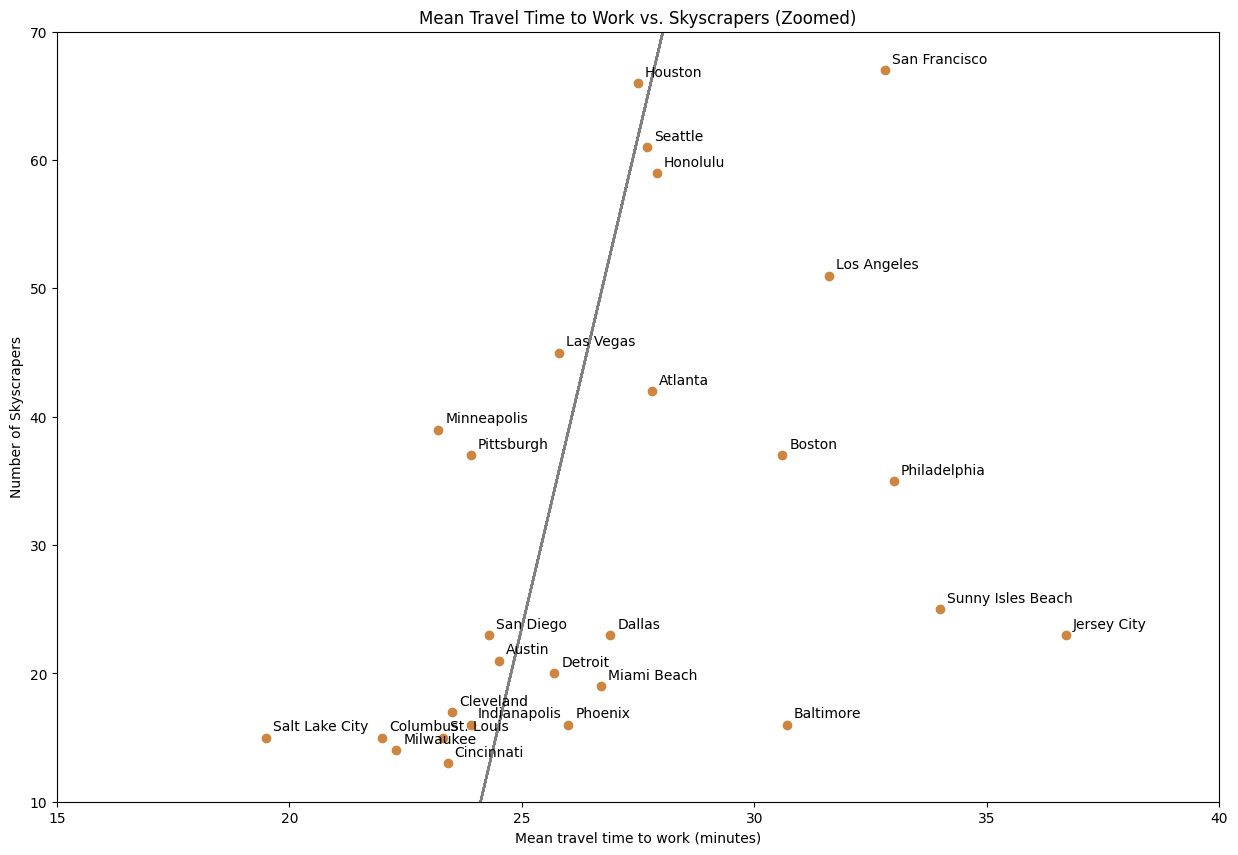 Mean Travel Time to Work vs. Skyscrapers (Zoomed)
70
San Francisco
Houston
Seattle
60
Honolulu
Los Angeles
50
Las Vegas
Atlanta
40
Minneapolis
Pittsburgh
Boston
Philadelphia
Number of Skyscrapers
30
Sunny Isles Beach
San Diego
Dallas
Jersey City
Austin
Detroit
20
Miami Beach
Cleveland
Indianapolis
Phoenix
Baltimore
Salt Lake City
Columbus
St. Louis
Milwaukee
Cincinnati
10
15
20
25
30
35
40
Mean travel time to work (minutes)